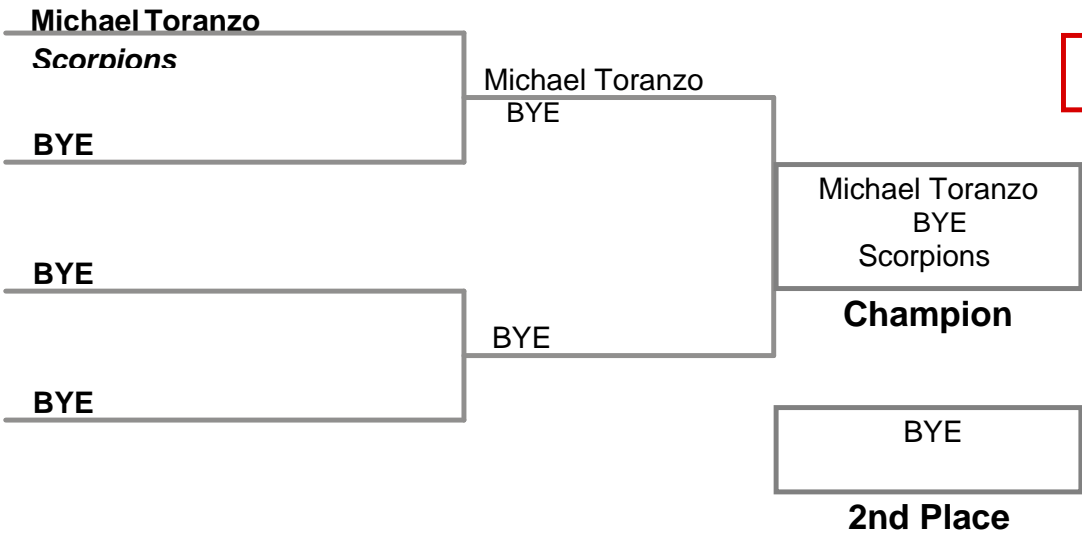 Michael Toranzo
Scorpions
Michael Toranzo
BYE
BYE
Michael Toranzo
BYE
Scorpions
BYE
Champion
BYE
BYE
BYE
2nd Place